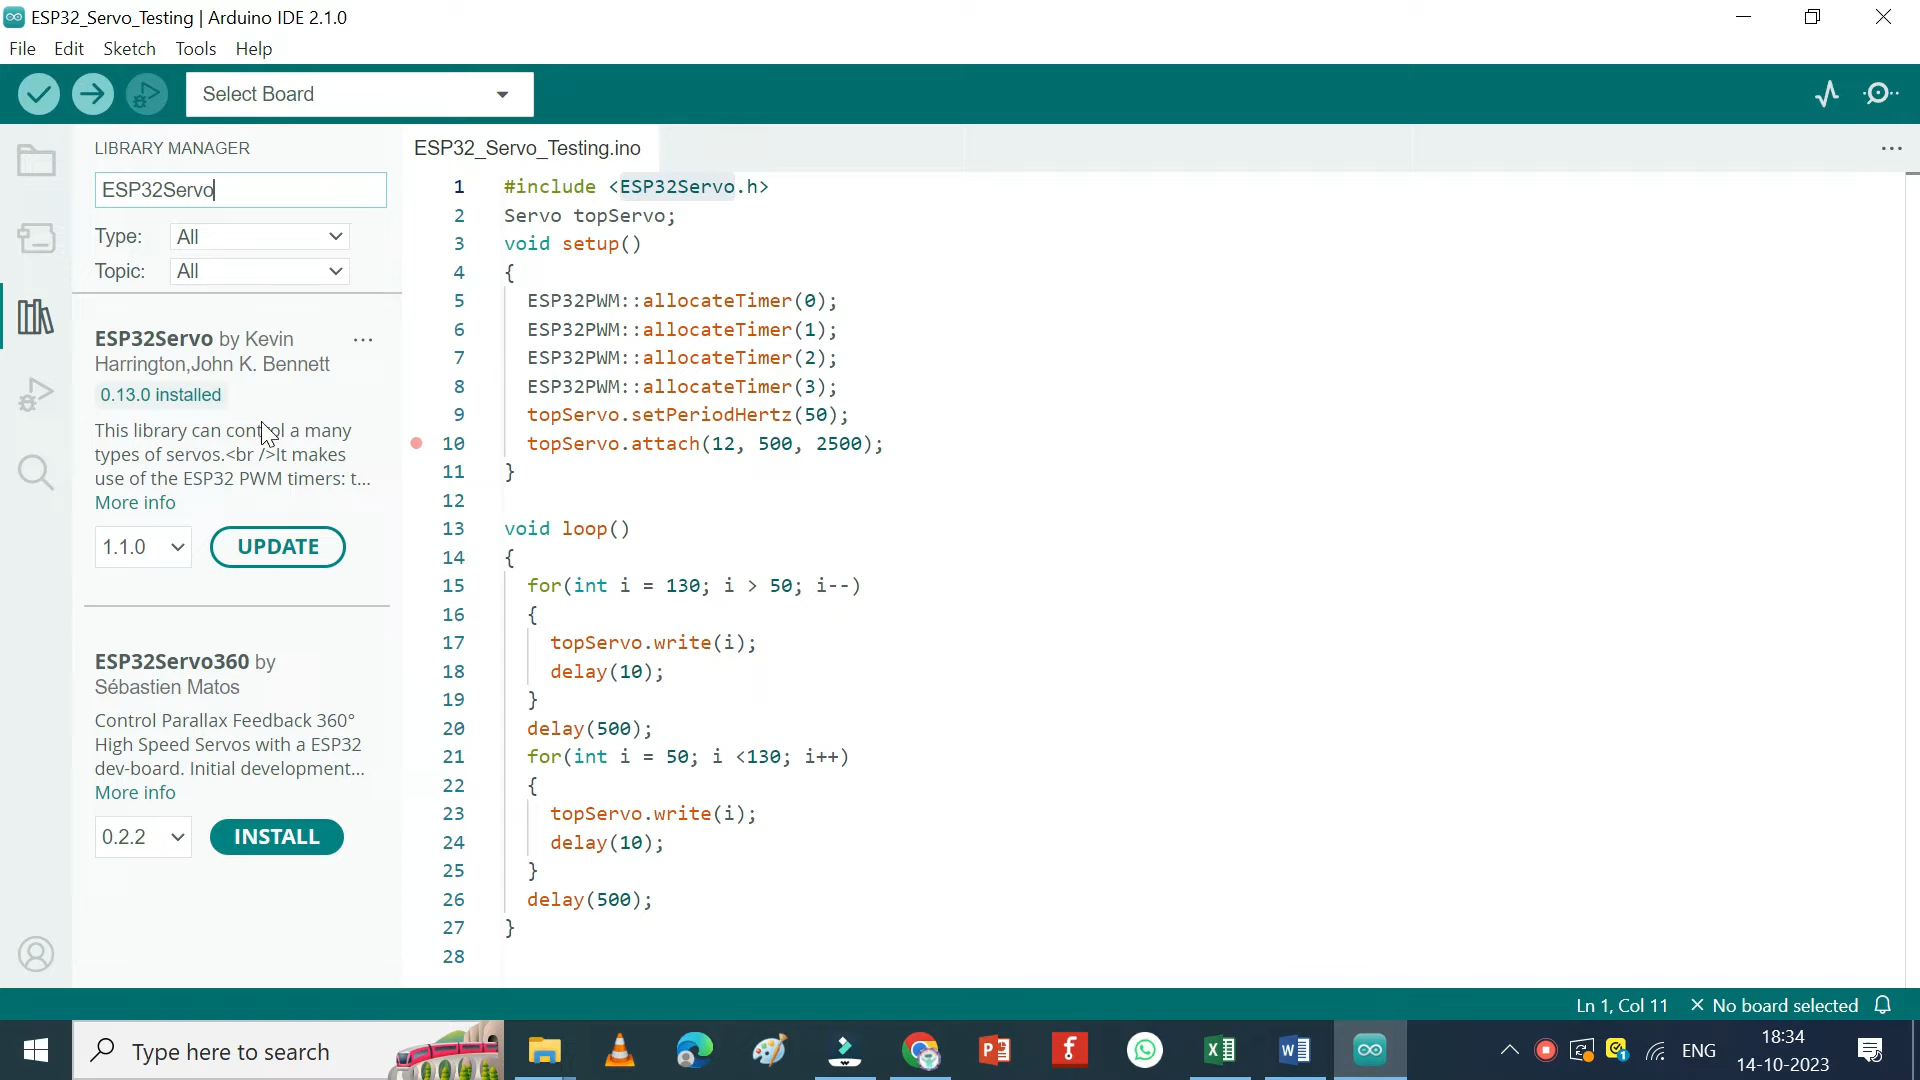 ESP32_Servo_Testing | Arduino IDE 2.1.0
File Edit Sketch Tools Help
Select Board
LIBRARY MANAGER
ESP32Servo
Type: All
Topic: All
ESP32Servo by Kevin
Harrington,John K. Bennett
0.13.0 installed
This library can control a many
types of servos.<br />It makes
use of the ESP32 PWM timers: t...
More info
1.1.0 UPDATE
ESP32Servo360 by
Sébastien Matos
Control Parallax Feedback 360°
High Speed Servos with a ESP32
dev-board. Initial development...
More info
0.2.2 INSTALL
ESP32_Servo_Testing.ino
1 #include <ESP32Servo.h>
2 Servo topServo;
3 void setup()
4 {
5 ESP32PWM::allocateTimer(0);
6 ESP32PWM::allocateTimer(1);
7 ESP32PWM::allocateTimer(2);
8 ESP32PWM::allocateTimer(3);
9 topServo.setPeriodHertz(50);
10 topServo.attach(12, 500, 2500);
11 }
12
13 void loop()
14 {
15 for(int i = 130; i > 50; i--)
16 {
17 topServo.write(i);
18 delay(10);
19 }
20 delay(500);
21 for(int i = 50; i <130; i++)
22 {
23 topServo.write(i);
24 delay(10);
25 }
26 delay(500);
27 }
28
Ln 1, Col 11 × No board selected
Type here to search
ENG
18:34
14-10-2023